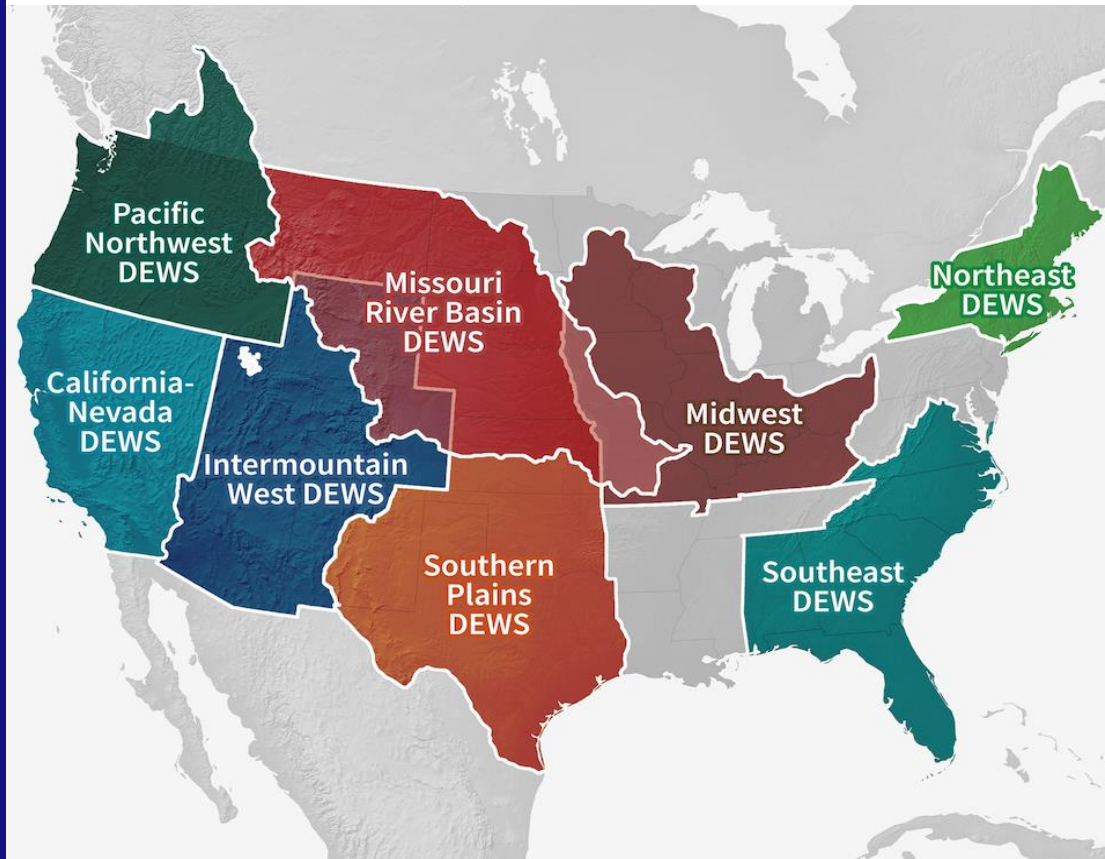 Pacific
Northwest
DEWS
Missouri
River Basin
DEWS
Northeast
DEWS
California-
Nevada
DEWS
Midwest
DEWS
Intermountain
West DEWS
Southern
Plains
DEWS
Southeast
DEWS